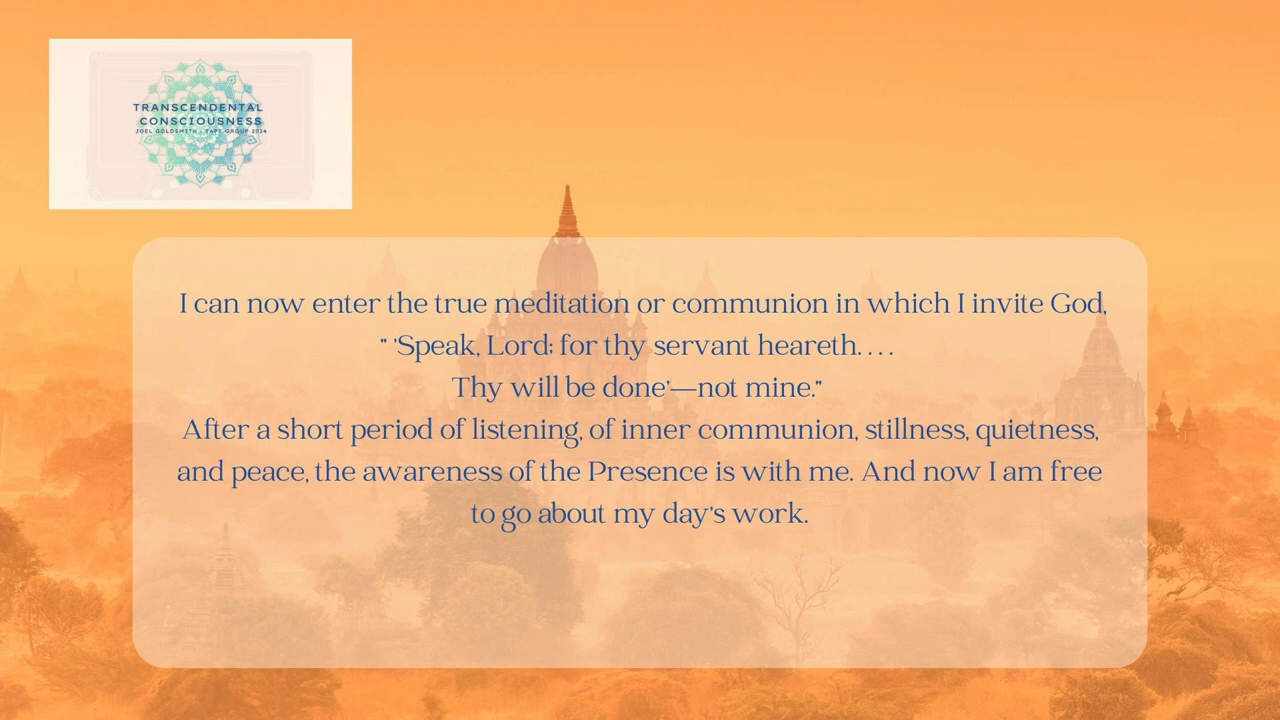 TRANSCENDENTAL
CONSCIOUSNESS
JOEL GOLDSMITH - TAPE GROUP 2024
I can now enter the true meditation or communion in which I invite God,
" 'Speak, Lord; for thy servant heareth. . . .
Thy will be done'—not mine."
After a short period of listening, of inner communion, stillness, quietness,
and peace, the awareness of the Presence is with me. And now I am free
to go about my day's work.